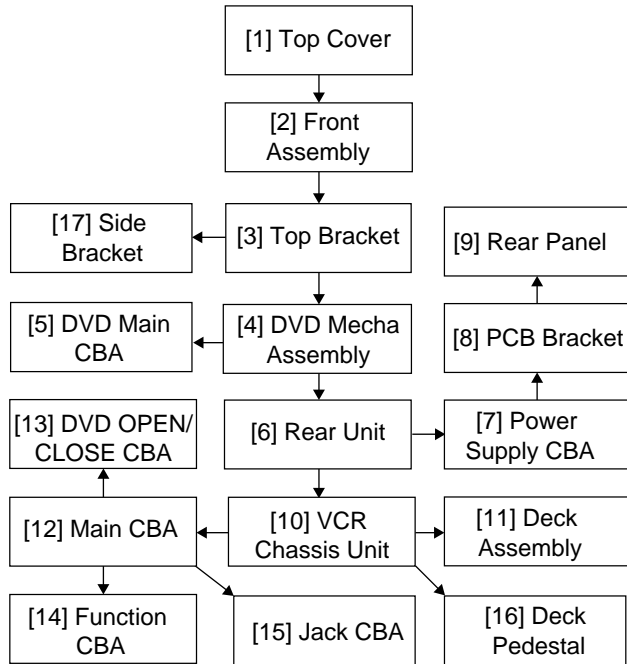 [1] Top Cover
[2] Front
Assembly
[17] Side
Bracket
[3] Top Bracket
[9] Rear Panel
[5] DVD Main
CBA
[4] DVD Mecha
Assembly
[8] PCB Bracket
[13] DVD OPEN/
CLOSE CBA
[6] Rear Unit
[7] Power
Supply CBA
[12] Main CBA
[10] VCR
Chassis Unit
[11] Deck
Assembly
[14] Function
CBA
[15] Jack CBA
[16] Deck
Pedestal